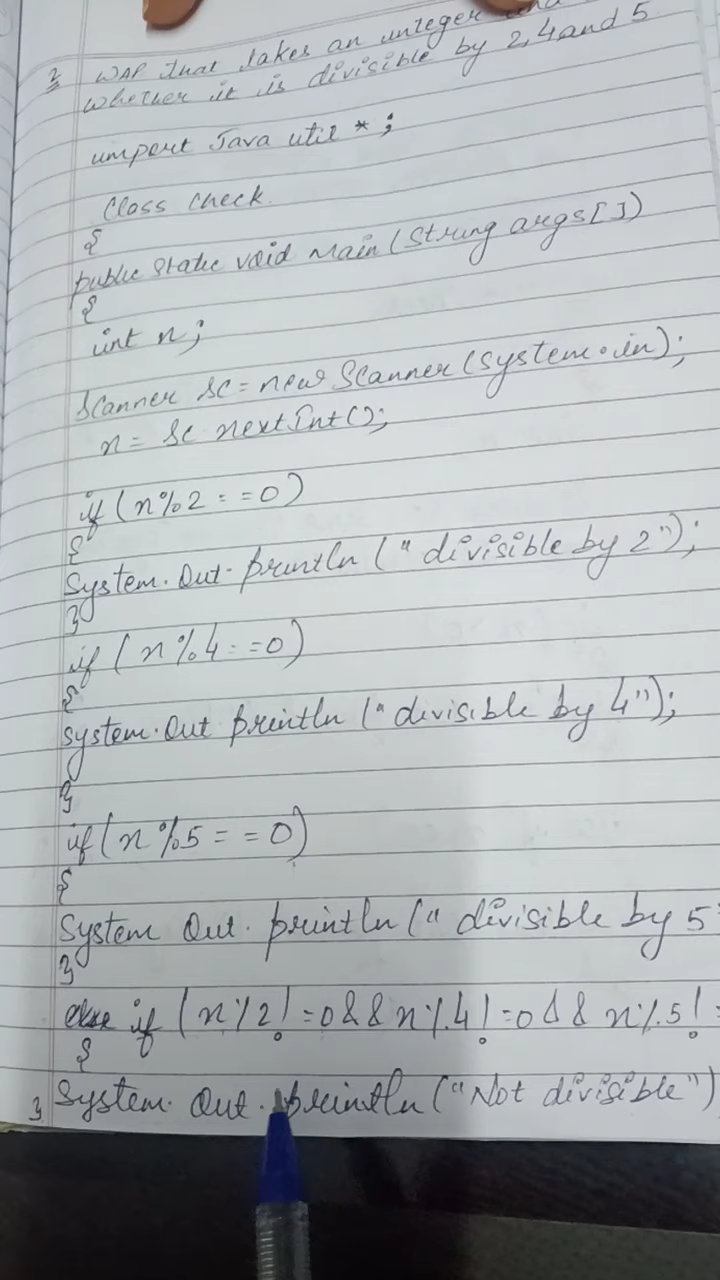 2 WAP that takes an integer and
whether it is divisible by 2,4 and 5
import Java util *;
Class Check
{
public static void main (String args[])
{
int n;
Scanner sc = new Scanner (System.in);
n = sc nextInt();
if (n%2 = =0)
{
System.Out.println (" divisible by 2");
}
if (n%4 = =0)
{
System.Out println (" divisible by 4");
}
if (n%5 = =0)
{
System Out. println (" divisible by 5
}
else if (n%2! =0 && n%4! =0 && n%5! =
{
} System. Out. println ("Not divisible")